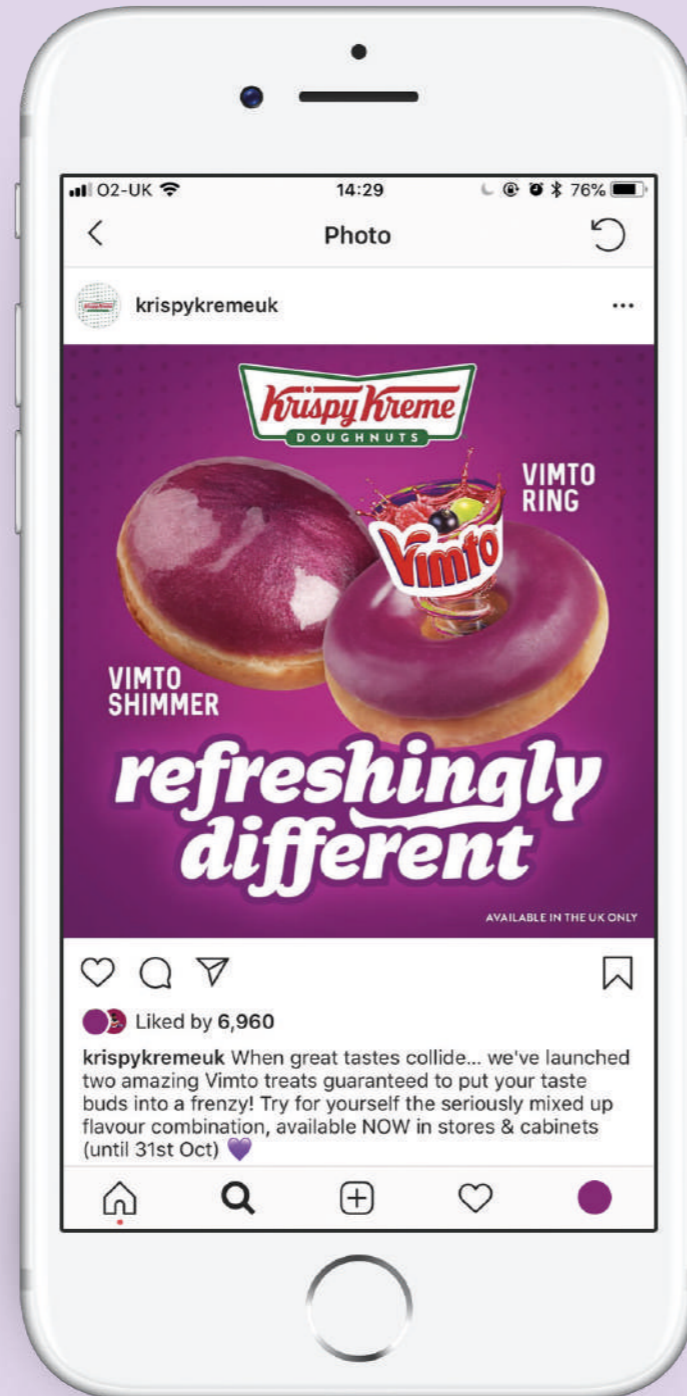 O2-UK 14:29 76%
Photo
krispykremeuk
Krispy Kreme
DOUGHNUTS
VIMTO
RING
Vimto
VIMTO
SHIMMER
refreshingly
different
AVAILABLE IN THE UK ONLY
Liked by 6,960
krispykremeuk When great tastes collide... we've launched
two amazing Vimto treats guaranteed to put your taste
buds into a frenzy! Try for yourself the seriously mixed up
flavour combination, available NOW in stores & cabinets
(until 31st Oct) 💜